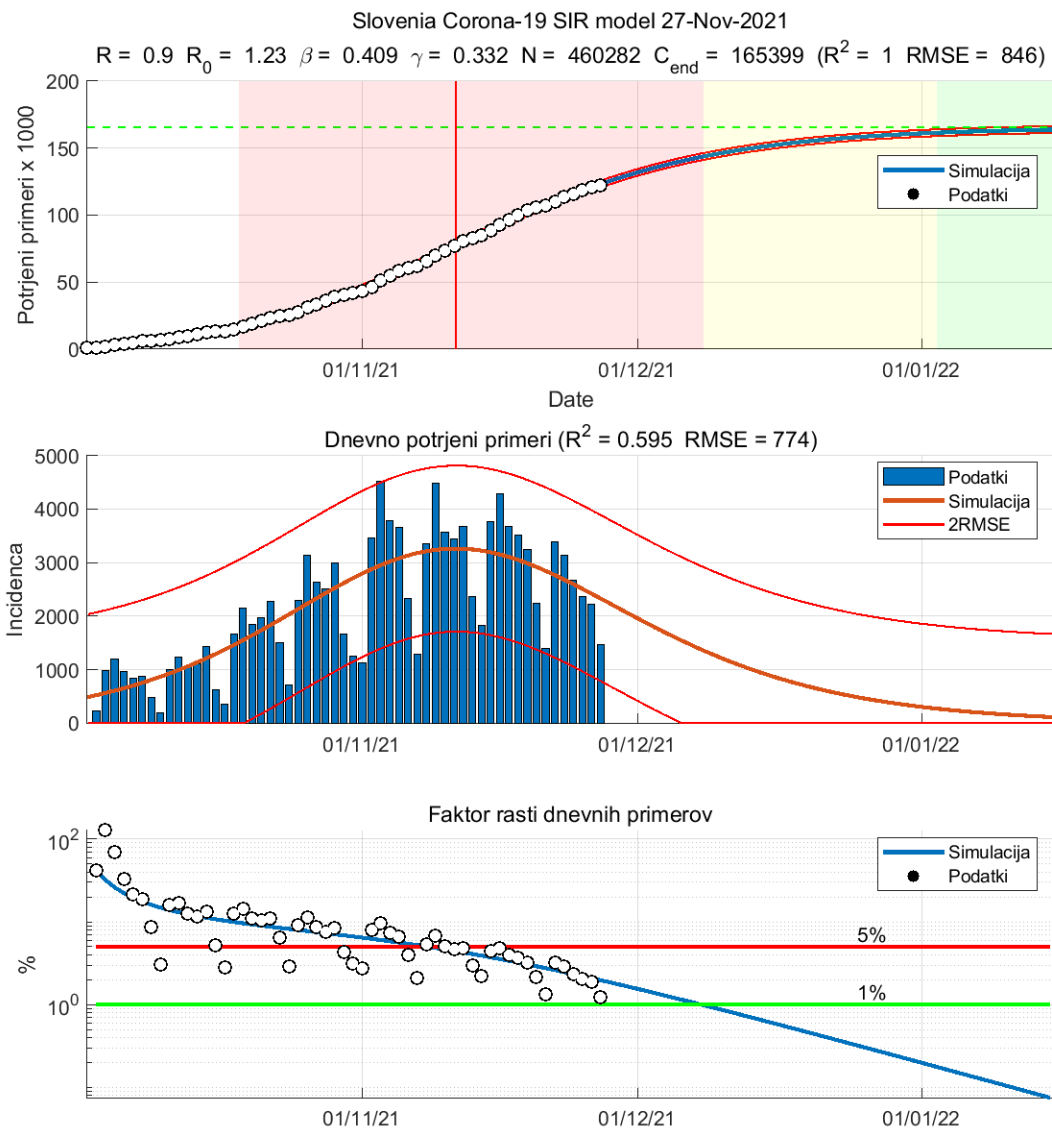 Slovenia Corona-19 SIR model 27-Nov-2021
R = 0.9 R0 = 1.23 β = 0.409 γ = 0.332 N = 460282 Cend = 165399 (R² = 1 RMSE = 846)
Potrjeni primeri x 1000
200
150
100
50
0
Simulacija
Podatki
01/11/21
01/12/21
01/01/22
Date
Dnevno potrjeni primeri (R² = 0.595 RMSE = 774)
Incidenca
5000
4000
3000
2000
1000
0
Podatki
Simulacija
2RMSE
01/11/21
01/12/21
01/01/22
Faktor rasti dnevnih primerov
%
10²
10⁰
Simulacija
Podatki
5%
1%
01/11/21
01/12/21
01/01/22